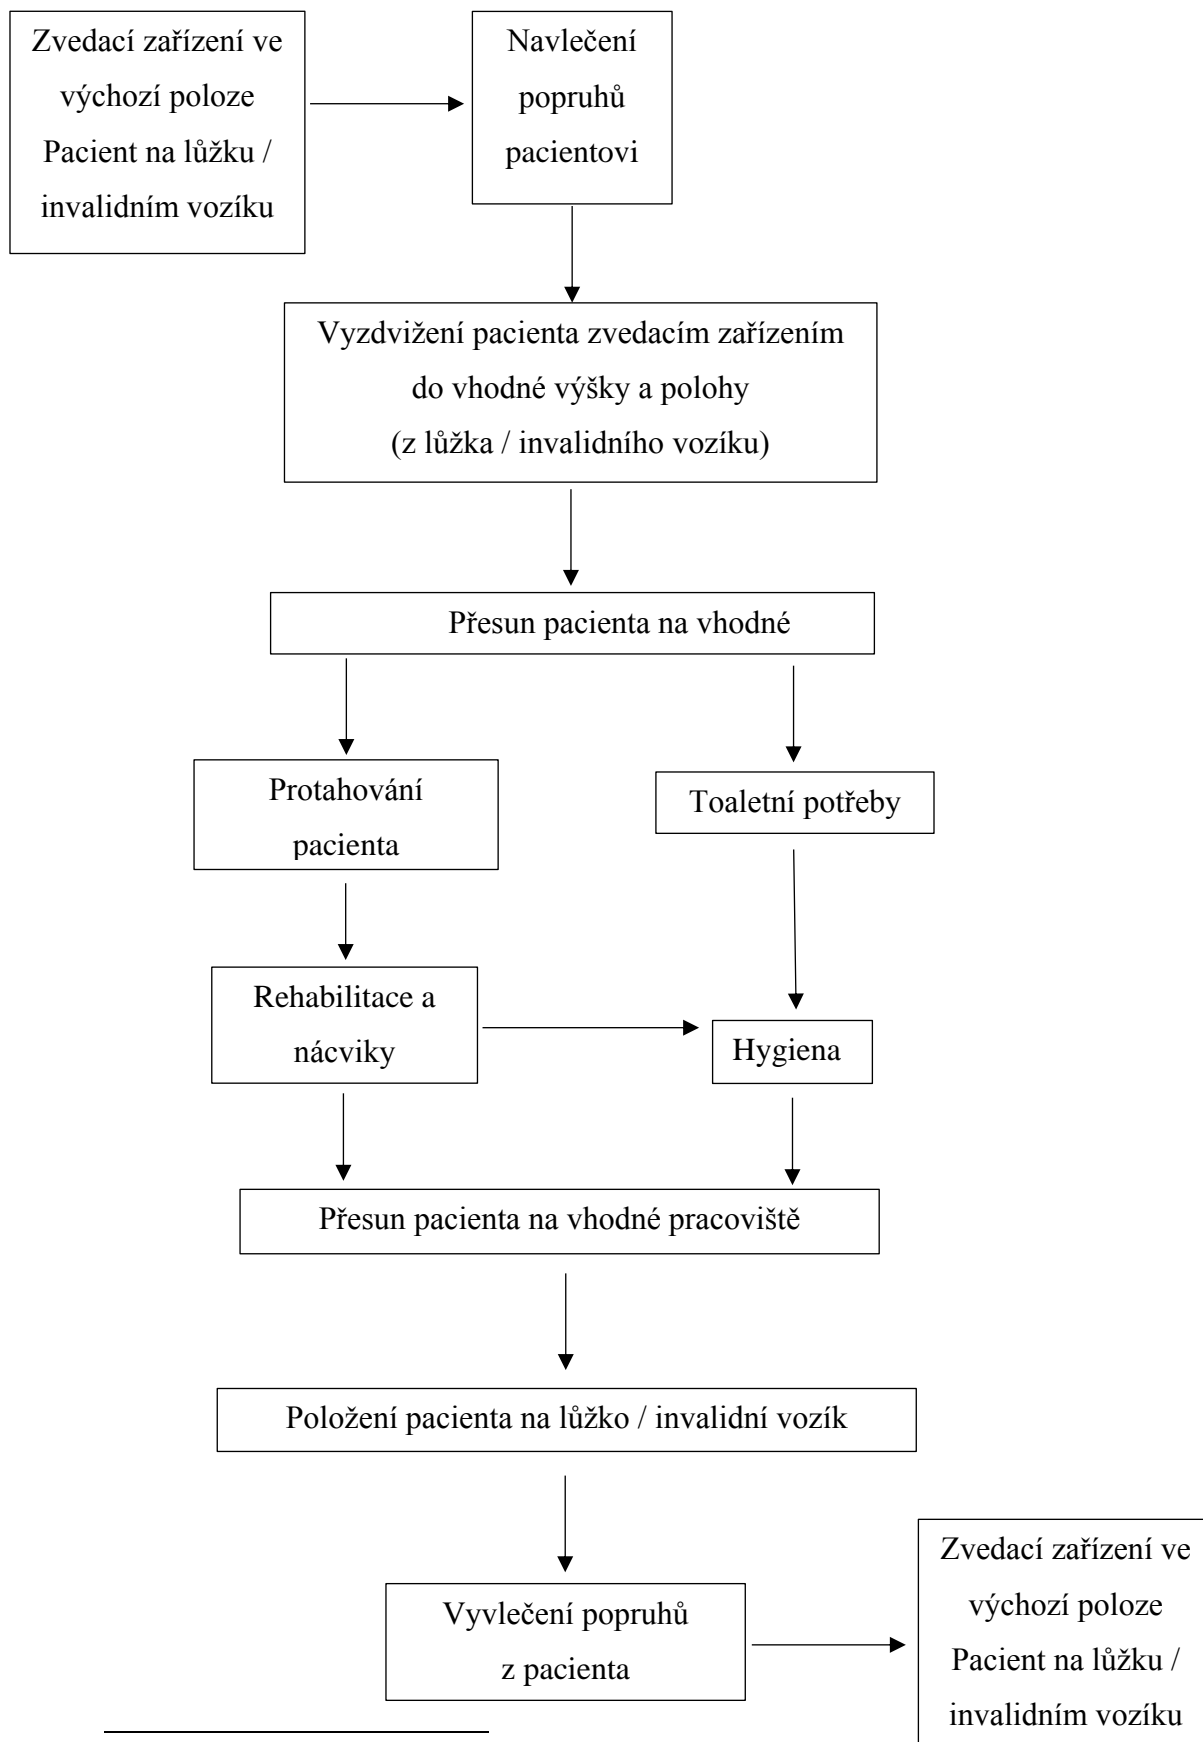 Zvedací zařízení ve
výchozí poloze
Pacient na lůžku /
invalidním vozíku
Navlečení
popruhů
pacientovi
Vyzdvižení pacienta zvedacím zařízením
do vhodné výšky a polohy
(z lůžka / invalidního vozíku)
Přesun pacienta na vhodné
Protahování
pacienta
Toaletní potřeby
Rehabilitace a
nácviky
Hygiena
Přesun pacienta na vhodné pracoviště
Položení pacienta na lůžko / invalidní vozík
Vyvlečení popruhů
z pacienta
Zvedací zařízení ve
výchozí poloze
Pacient na lůžku /
invalidním vozíku